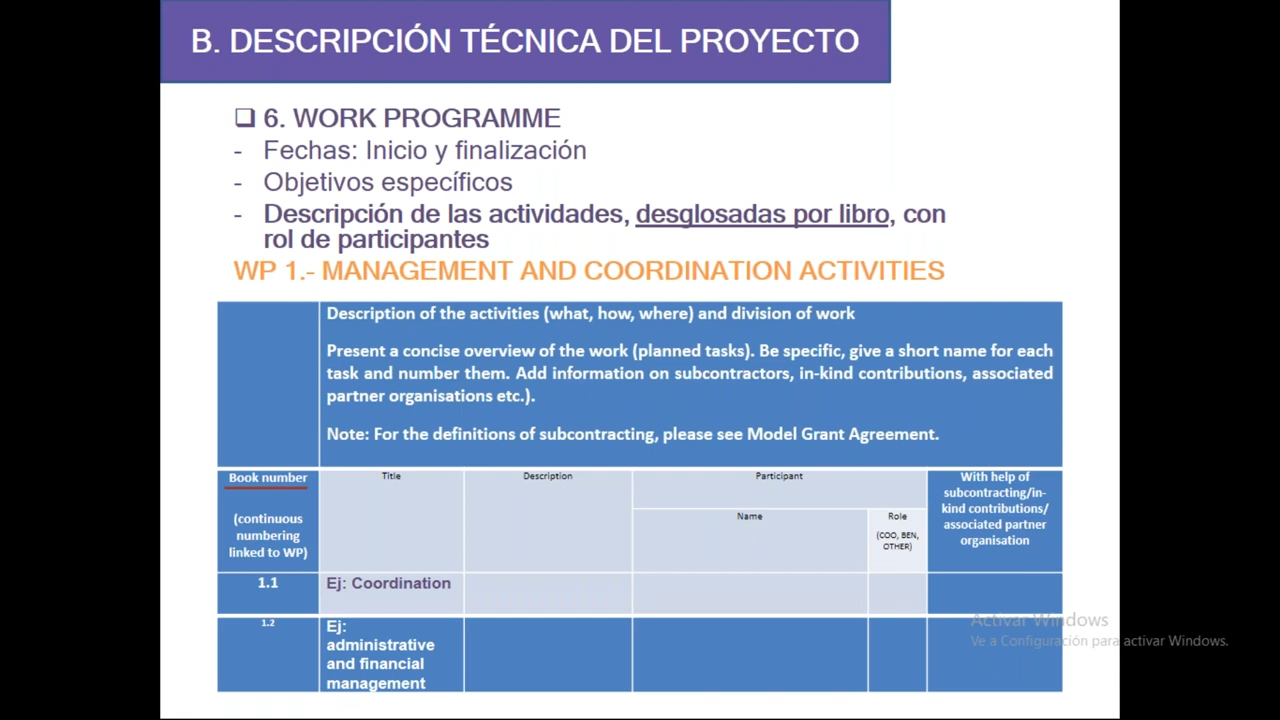 B. DESCRIPCIÓN TÉCNICA DEL PROYECTO
❑ 6. WORK PROGRAMME
- Fechas: Inicio y finalización
- Objetivos específicos
- Descripción de las actividades, desglosadas por libro, con
rol de participantes
WP 1.- MANAGEMENT AND COORDINATION ACTIVITIES
Description of the activities (what, how, where) and division of work
Present a concise overview of the work (planned tasks). Be specific, give a short name for each
task and number them. Add information on subcontractors, in-kind contributions, associated
partner organisations etc.).
Note: For the definitions of subcontracting, please see Model Grant Agreement.
Book number
(continuous
numbering
linked to WP)
Title
Description
Participant
Name
Role
(COO, BEN,
OTHER)
With help of
subcontracting/in-
kind contributions/
associated partner
organisation
1.1
Ej: Coordination
1.2
Ej:
administrative
and financial
management
Activar Windows
Ve a Configuración para activar Windows.